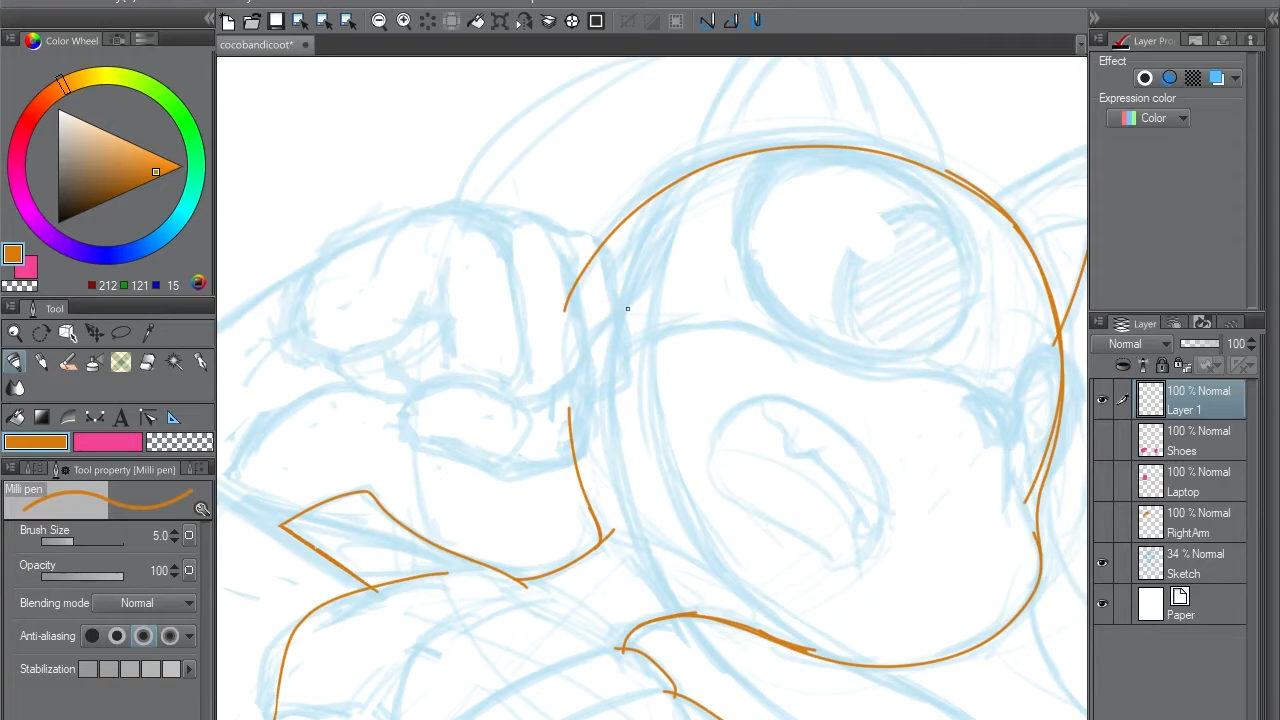 cocobandicoot*
Color Wheel
212 121 15
Tool
Tool property [Milli pen]
Milli pen
Brush Size 5.0
Opacity 100
Blending mode Normal
Anti-aliasing
Stabilization
Layer Pro
Effect
Expression color
Color
Layer
Normal 100
100 % Normal
Layer 1
100 % Normal
Shoes
100 % Normal
Laptop
100 % Normal
RightArm
34 % Normal
Sketch
Paper